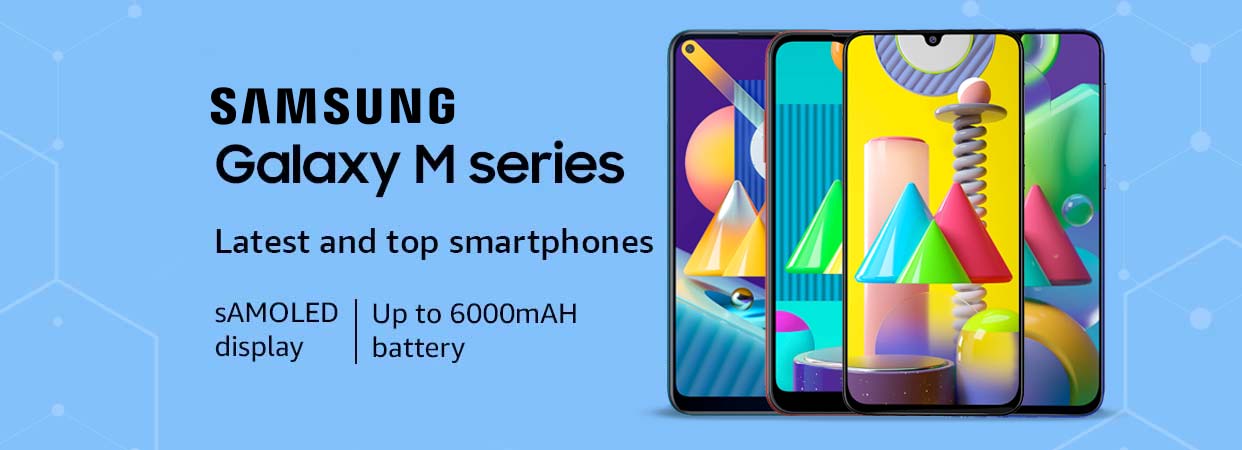 SAMSUNG
Galaxy M series
Latest and top smartphones
sAMOLED
display
Up to 6000mAH
battery